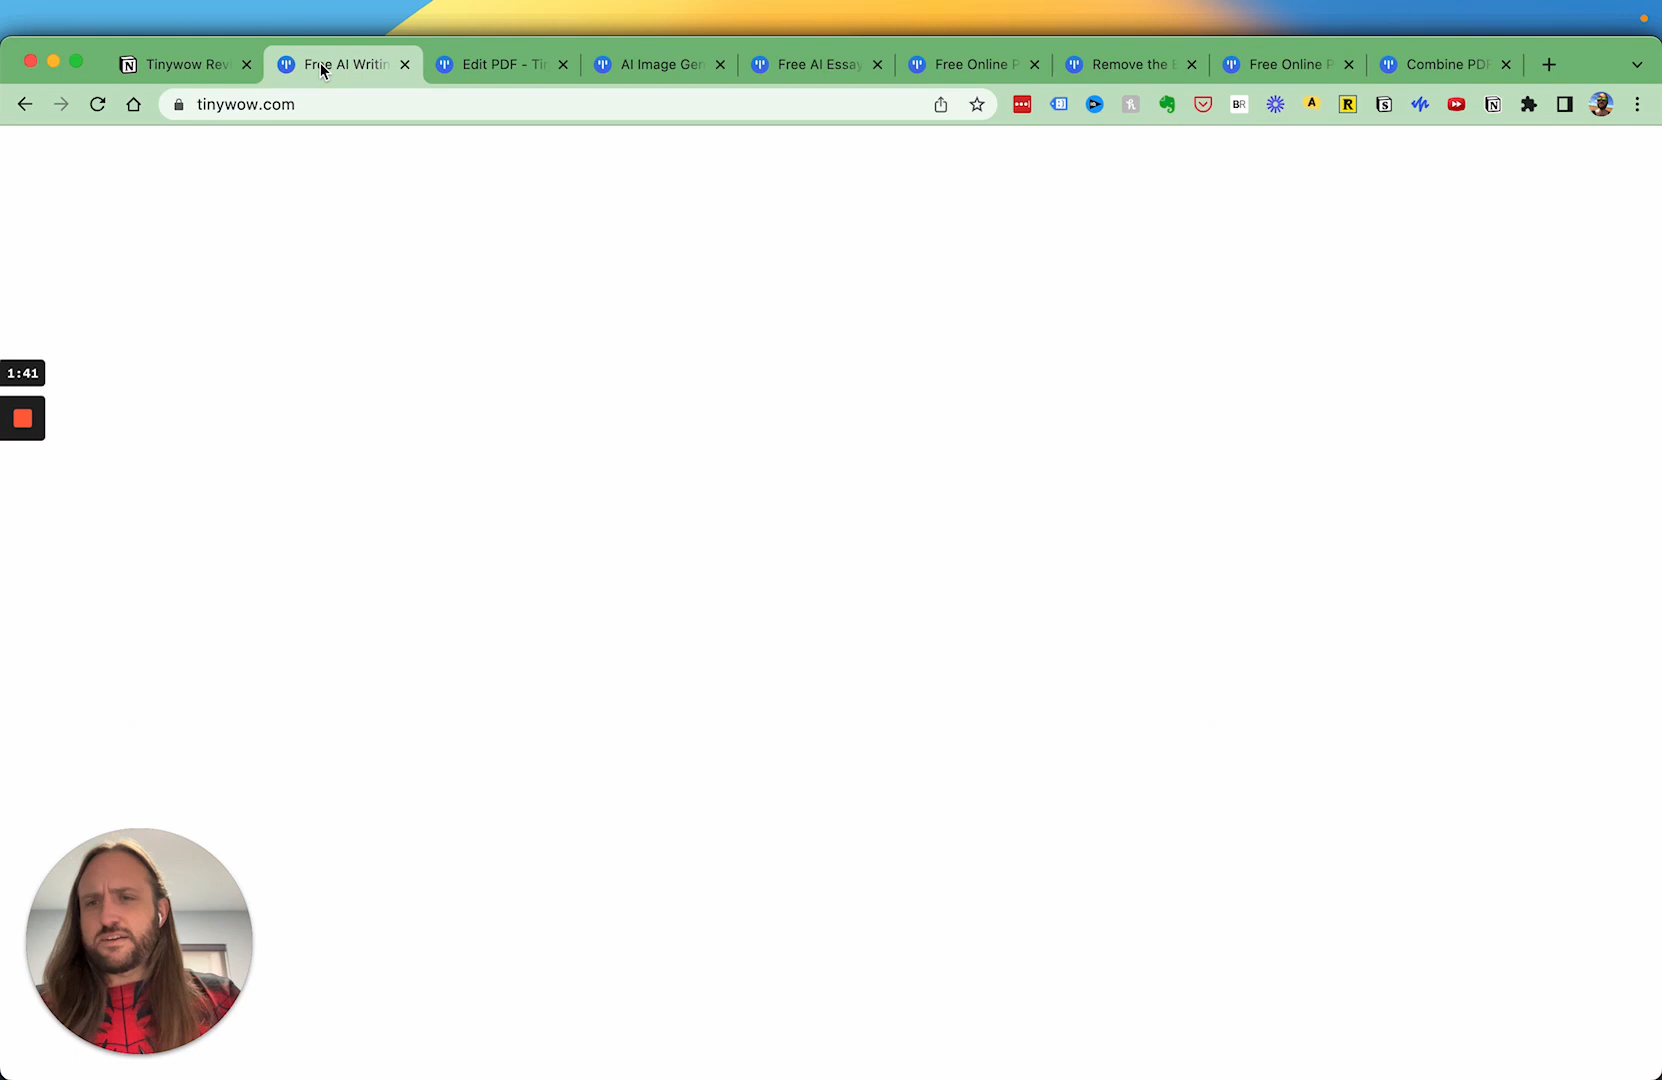 Tinywow Rev
Free AI Writin
Edit PDF - Ti
AI Image Gen
Free AI Essay
Free Online P
Remove the
Free Online P
Combine PDF
tinywow.com
BR
A
R
1:41